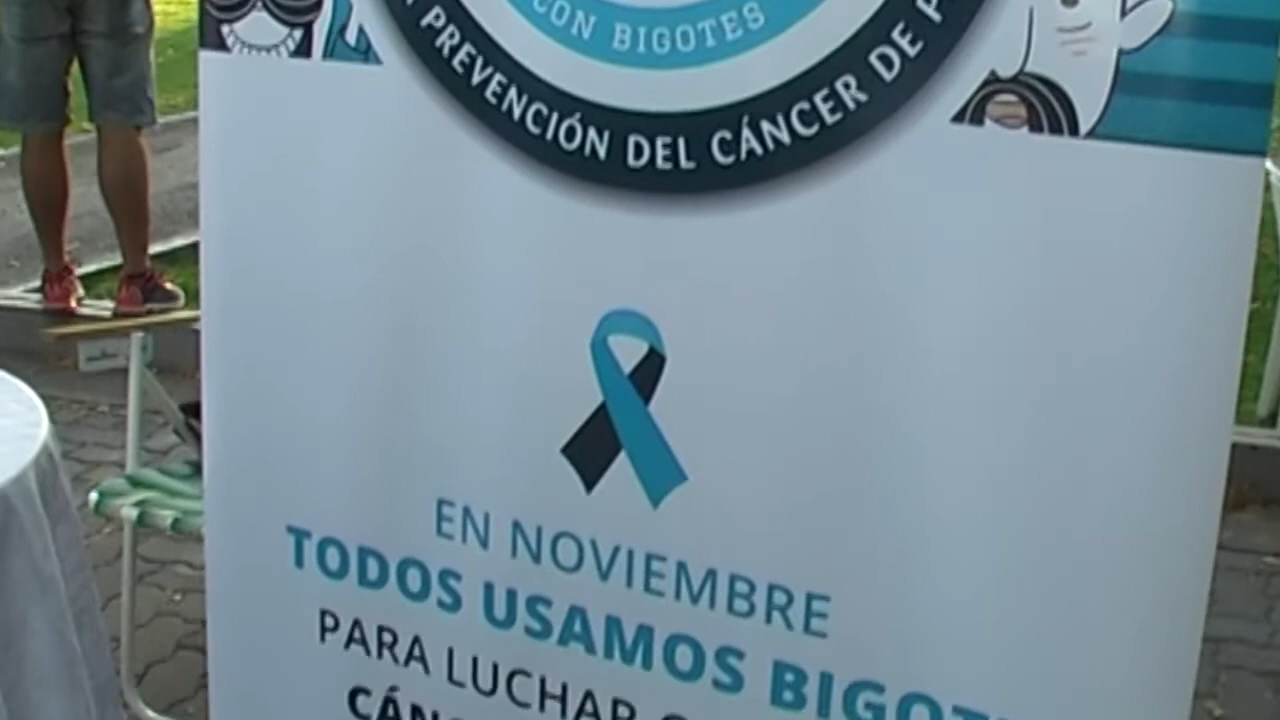 CON BIGOTES
PREVENCIÓN DEL CÁNCER DE
EN NOVIEMBRE
TODOS USAMOS
PARA LUCHAR